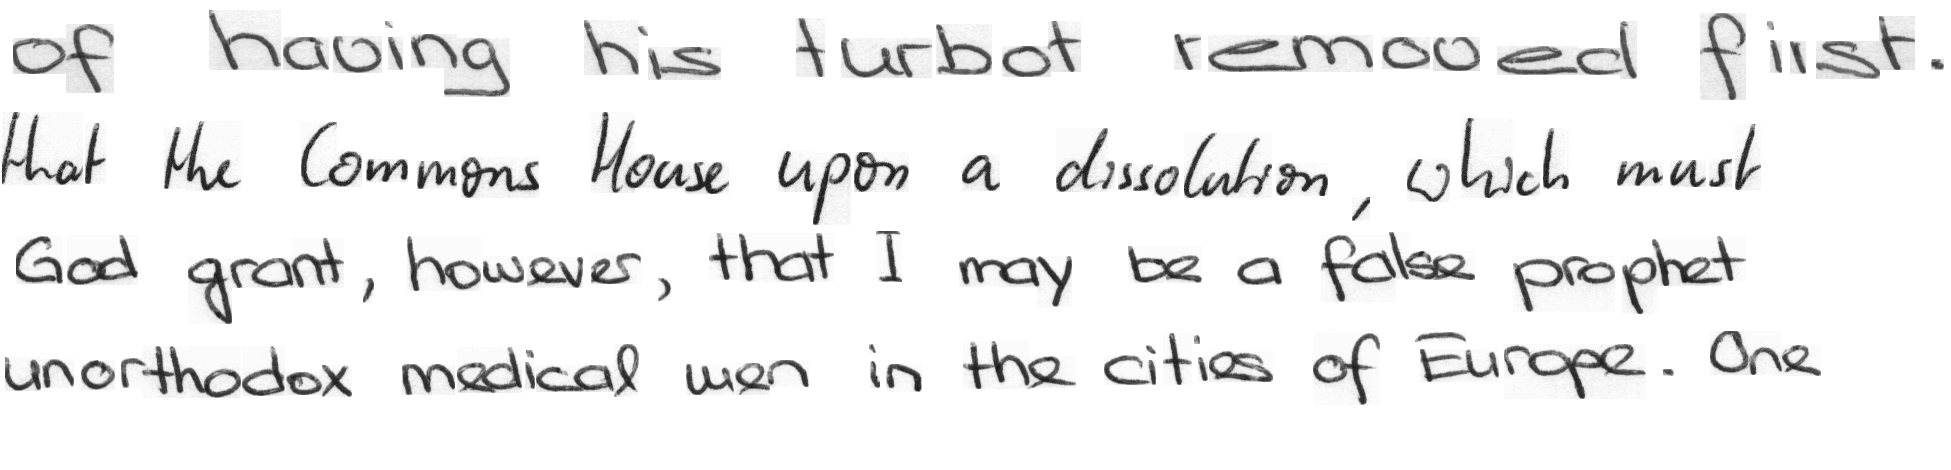 of having his turbot removed first.
that the Commons House upon a dissolution, which must
God grant, however, that I may be a false prophet
unorthodox medical men in the cities of Europe. One